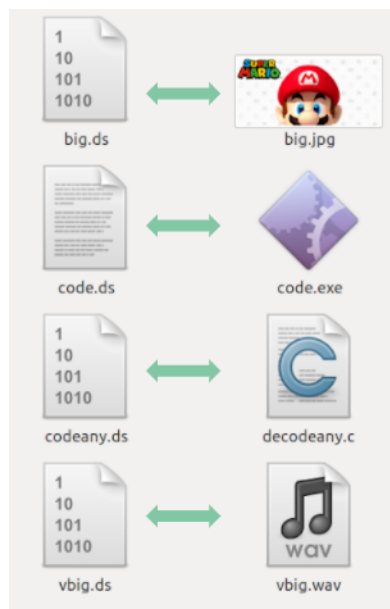 1
10
101
1010
SUPER
MARIO
M
big.ds
big.jpg
code.ds
code.exe
1
10
101
1010
C
codeany.ds
decodeany.c
1
10
101
1010
wav
vbig.ds
vbig.wav